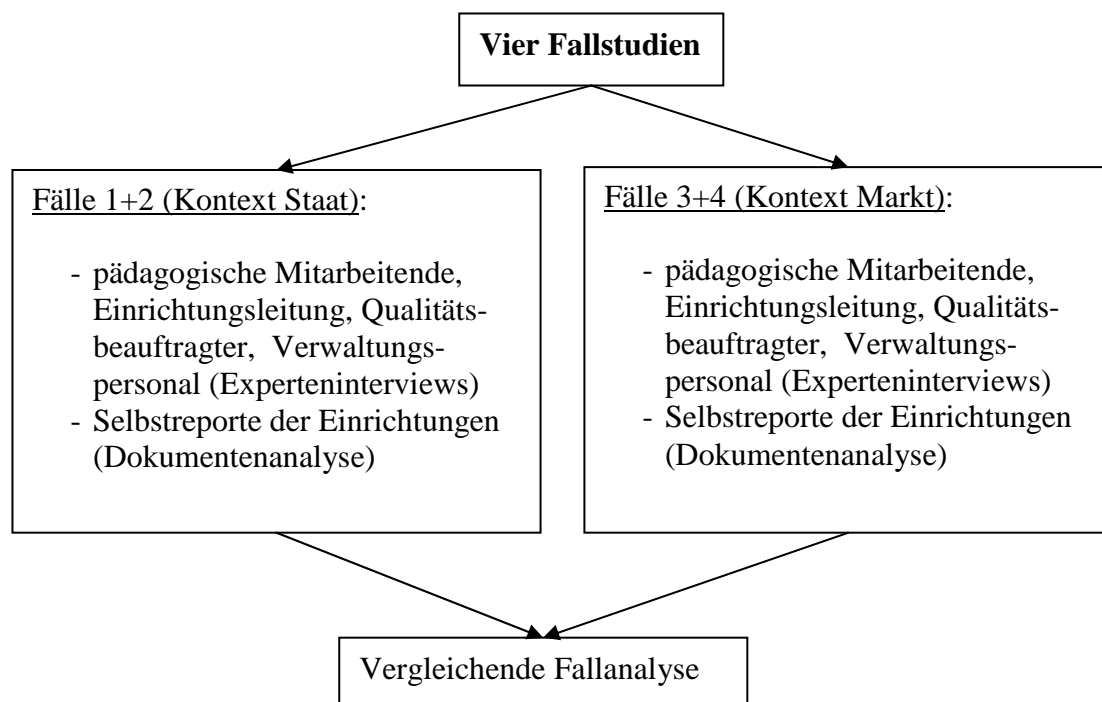 Vier Fallstudien
Fälle 1+2 (Kontext Staat):
- pädagogische Mitarbeitende,
Einrichtungsleitung, Qualitäts-
beauftragter, Verwaltungs-
personal (Experteninterviews)
- Selbstreporte der Einrichtungen
(Dokumentenanalyse)
Fälle 3+4 (Kontext Markt):
- pädagogische Mitarbeitende,
Einrichtungsleitung, Qualitäts-
beauftragter, Verwaltungs-
personal (Experteninterviews)
- Selbstreporte der Einrichtungen
(Dokumentenanalyse)
Vergleichende Fallanalyse